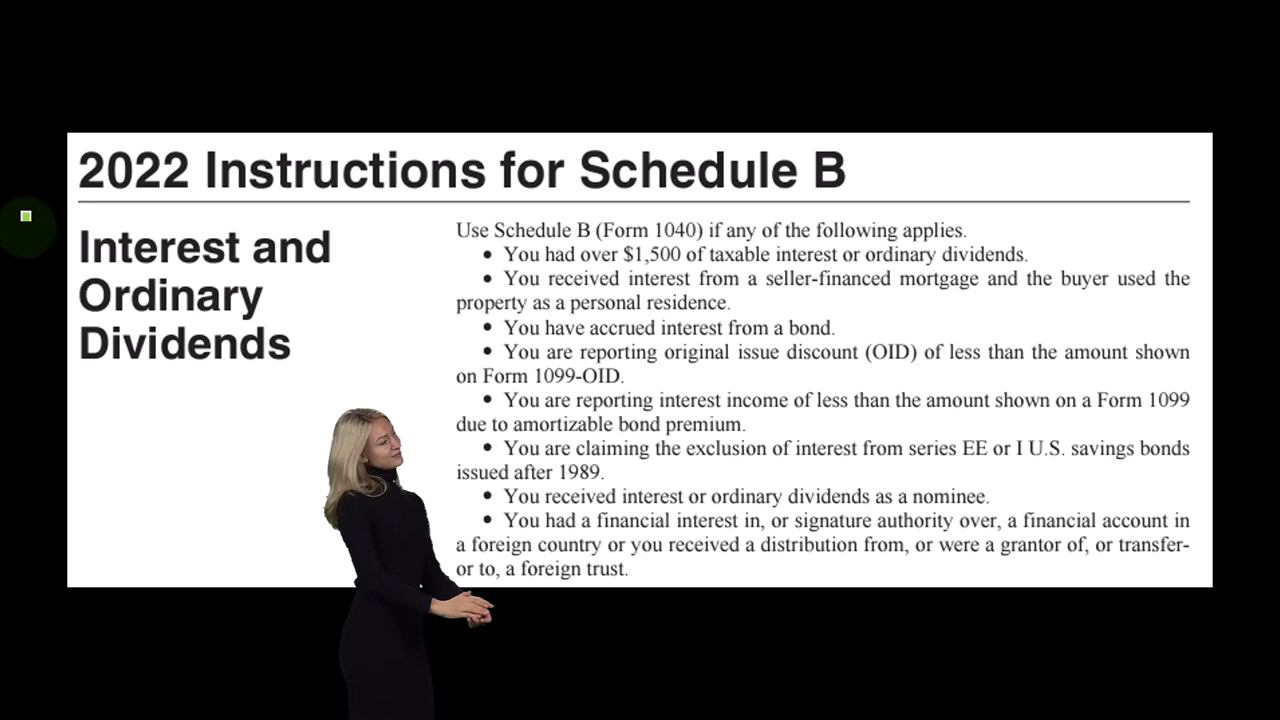 2022 Instructions for Schedule B
Interest and
Ordinary
Dividends
Use Schedule B (Form 1040) if any of the following applies.
• You had over $1,500 of taxable interest or ordinary dividends.
• You received interest from a seller-financed mortgage and the buyer used the
property as a personal residence.
• You have accrued interest from a bond.
• You are reporting original issue discount (OID) of less than the amount shown
on Form 1099-OID.
• You are reporting interest income of less than the amount shown on a Form 1099
due to amortizable bond premium.
• You are claiming the exclusion of interest from series EE or I U.S. savings bonds
issued after 1989.
• You received interest or ordinary dividends as a nominee.
• You had a financial interest in, or signature authority over, a financial account in
a foreign country or you received a distribution from, or were a grantor of, or transfer-
or to, a foreign trust.